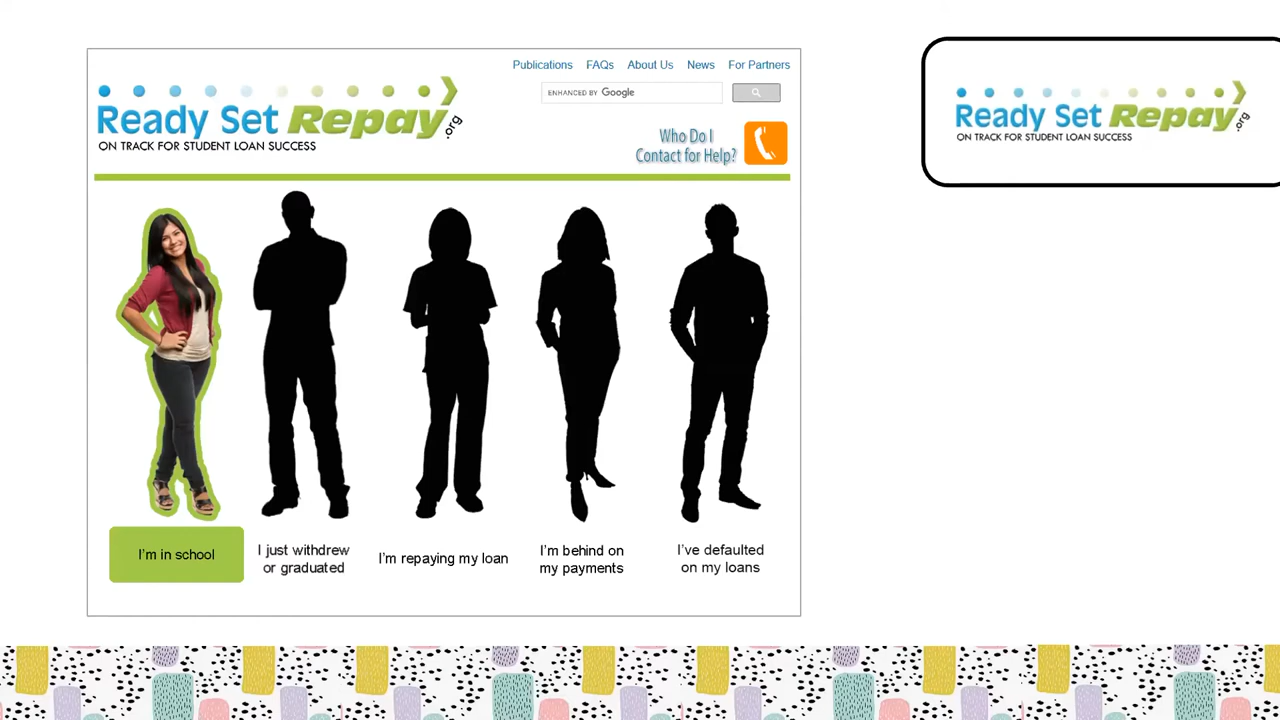 Publications FAQs About Us News For Partners
ENHANCED BY Google
Ready Set Repay.org
ON TRACK FOR STUDENT LOAN SUCCESS
Who Do I
Contact for Help?
I'm in school
I just withdrew
or graduated
I'm repaying my loan
I'm behind on
my payments
I've defaulted
on my loans
Ready Set Repay.org
ON TRACK FOR STUDENT LOAN SUCCESS